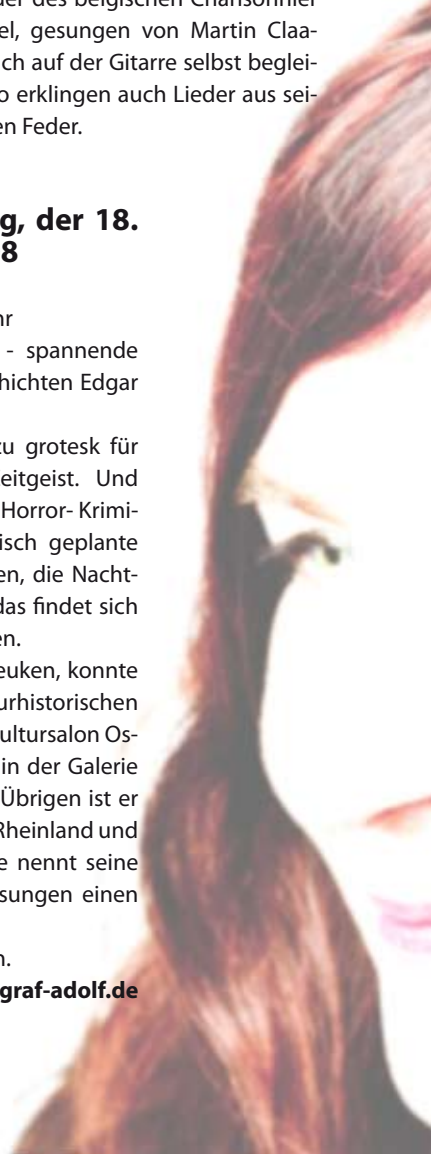 der des belgischen Chansonnier
el, gesungen von Martin Claa-
ch auf der Gitarre selbst beglei-
o erklingen auch Lieder aus sei-
en Feder.
g, der 18.
8
hr
- spannende
hichten Edgar
zu grotesk für
eitgeist. Und
Horror- Krimi-
isch geplante
en, die Nacht-
das findet sich
en.
euken, konnte
urhistorischen
ultursalon Os-
in der Galerie
Übrigen ist er
Rheinland und
e nennt seine
sungen einen
n.
graf-adolf.de